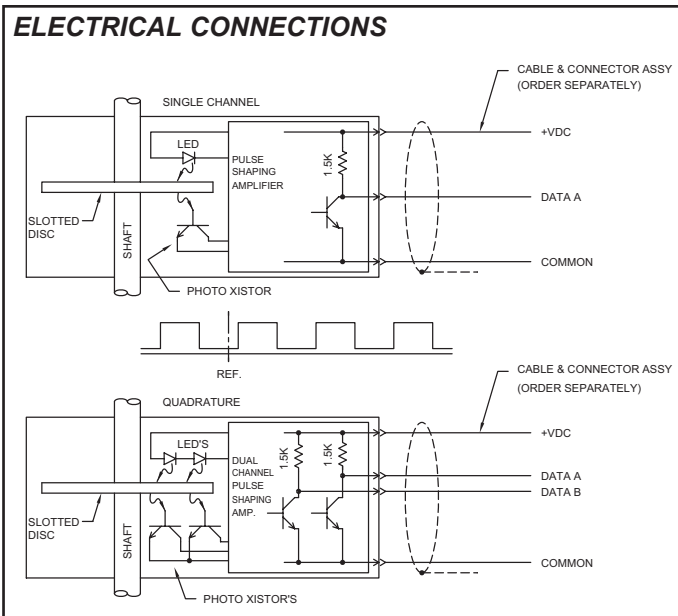 ELECTRICAL CONNECTIONS
CABLE & CONNECTOR ASSY
(ORDER SEPARATELY)
SINGLE CHANNEL
+VDC
LED
PULSE
SHAPING
AMPLIFIER
1.5K
DATA A
SLOTTED
DISC
SHAFT
COMMON
PHOTO XISTOR
REF.
CABLE & CONNECTOR ASSY
(ORDER SEPARATELY)
QUADRATURE
+VDC
LED'S
DUAL
CHANNEL
PULSE
SHAPING
AMP.
1.5K
1.5K
DATA A
DATA B
SLOTTED
DISC
SHAFT
COMMON
PHOTO XISTOR'S